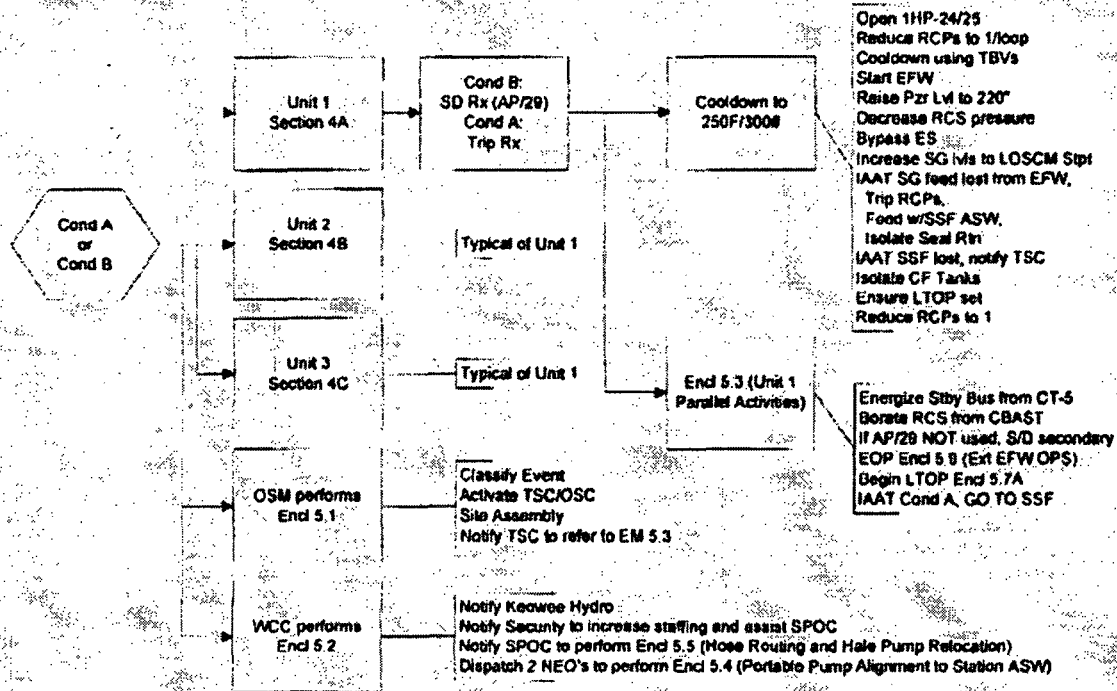 Cond A
or
Cond B
Unit 1
Section 4A
Cond B:
SD Rx (AP/29)
Cond A:
Trip Rx
Cooldown to
250F/300#
Open 1HP-24/25
Reduce RCPs to 1/loop
Cooldown using TBVs
Start EFW
Raise Pzr Lvl to 220"
Decrease RCS pressure
Bypass ES
Increase SG lvls to LOSCM Stpt
IAAT SG feed lost from EFW,
Trip RCPs,
Feed w/SSF ASW,
Isolate Seal Rtn
IAAT SSF lost, notify TSC
Isolate CF Tanks
Ensure LTOP set
Reduce RCPs to 1
Unit 2
Section 4B
Typical of Unit 1
Unit 3
Section 4C
Typical of Unit 1
Encl 5.3 (Unit 1
Parallel Activities)
Energize Stby Bus from CT-5
Borate RCS from CBAST
If AP/29 NOT used, S/D secondary
EOP Encl 5.9 (Ext EFW OPS)
Begin LTOP Encl 5.7A
IAAT Cond A, GO TO SSF
OSM performs
Encl 5.1
Classify Event
Activate TSC/OSC
Site Assembly
Notify TSC to refer to EM 5.3
WCC performs
Encl 5.2
Notify Keowee Hydro
Notify Security to increase staffing and assist SPOC
Notify SPOC to perform Encl 5.5 (Hose Routing and Hale Pump Relocation)
Dispatch 2 NEO's to perform Encl 5.4 (Portable Pump Alignment to Station ASW)